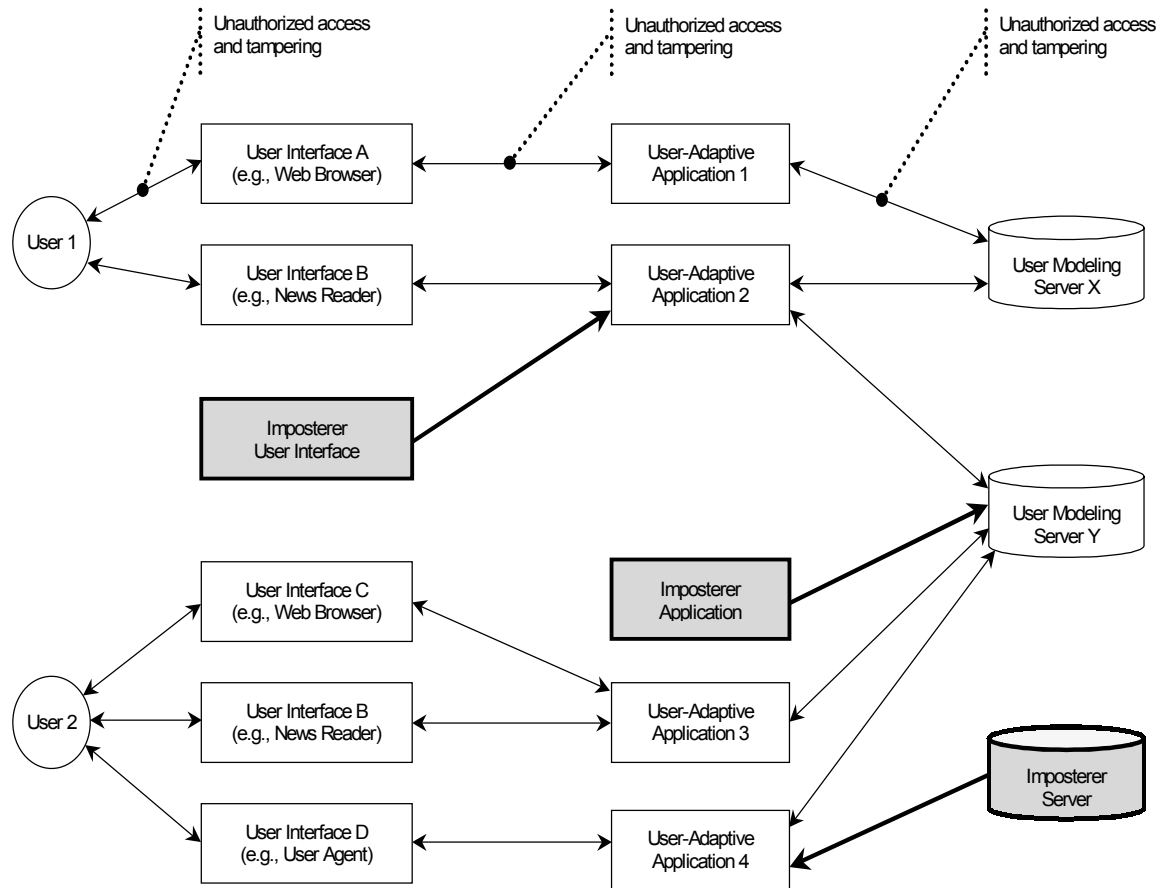 Unauthorized access
and tampering
Unauthorized access
and tampering
Unauthorized access
and tampering
User Interface A
(e.g., Web Browser)
User-Adaptive
Application 1
User 1
User Interface B
(e.g., News Reader)
User-Adaptive
Application 2
User Modeling
Server X
Imposterer
User Interface
User Modeling
Server Y
Imposterer
Application
User Interface C
(e.g., Web Browser)
User 2
User Interface B
(e.g., News Reader)
User-Adaptive
Application 3
Imposterer
Server
User Interface D
(e.g., User Agent)
User-Adaptive
Application 4